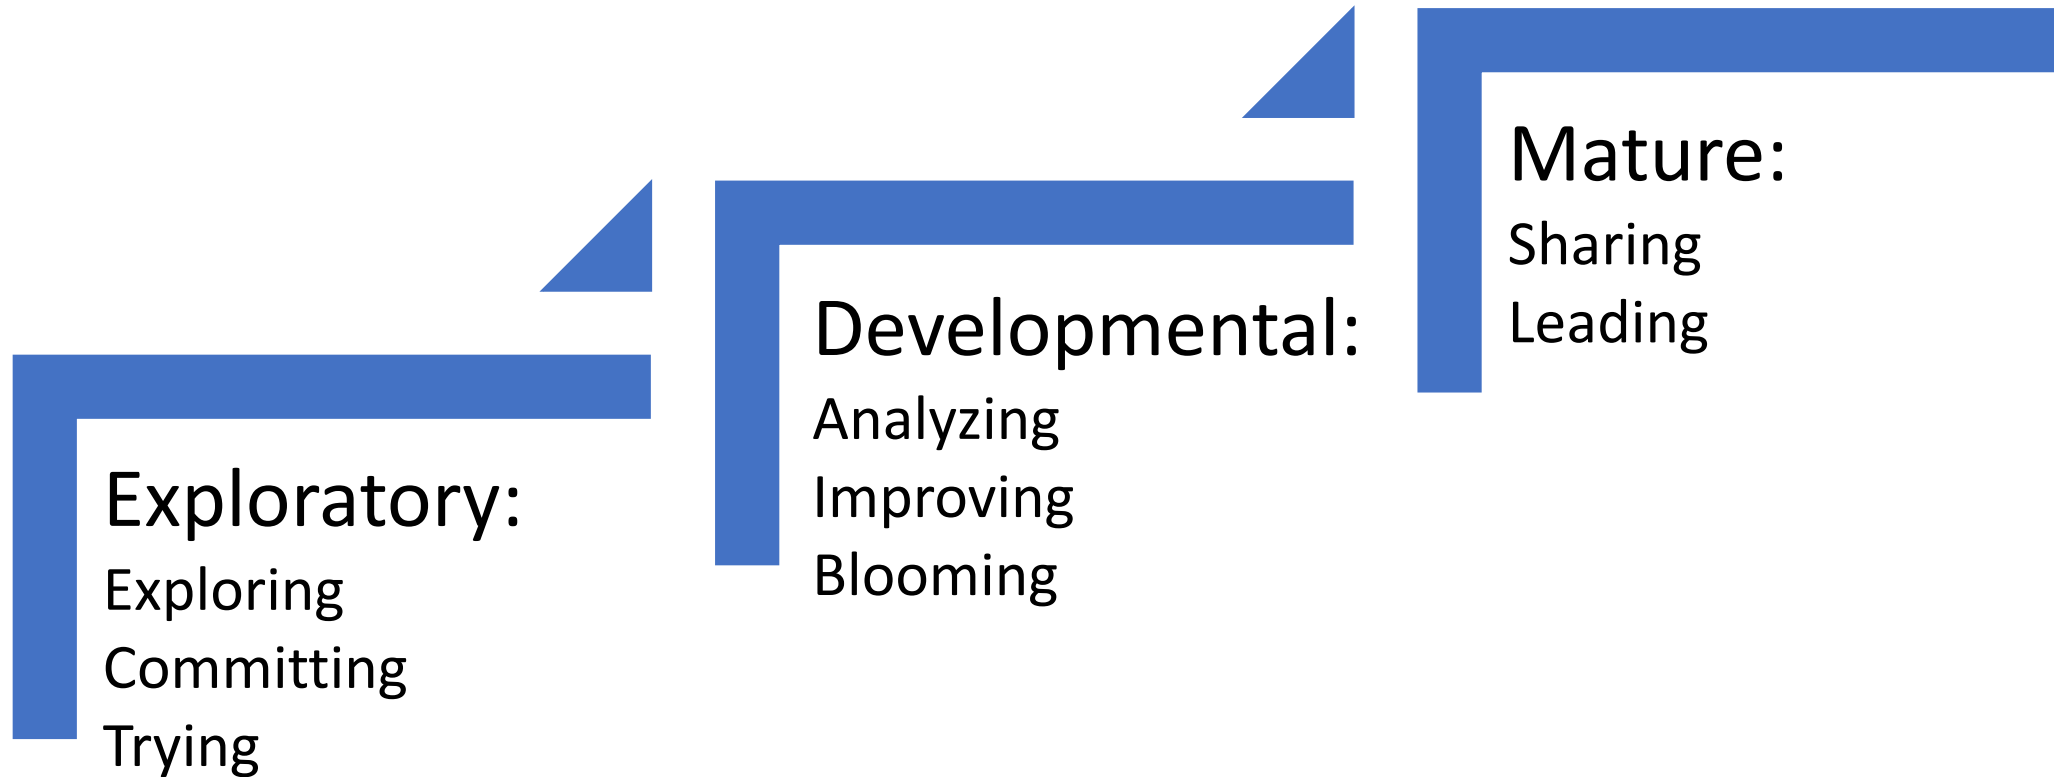 Exploratory:
Exploring
Committing
Trying
Developmental:
Analyzing
Improving
Blooming
Mature:
Sharing
Leading